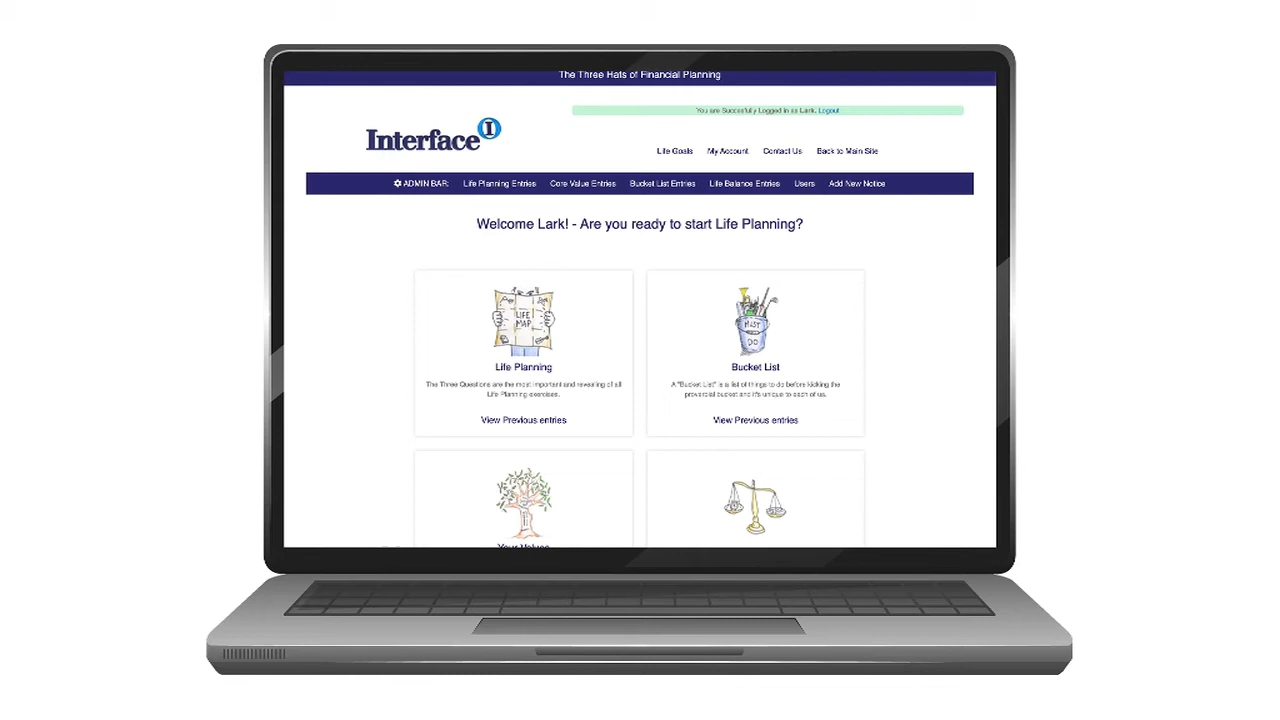 The Three Hats of Financial Planning
You are Succesfully Logged in as Lark. Logout
Interface I
Life Goals My Account Contact Us Back to Main Site
ADMIN BAR: Life Planning Entries Core Value Entries Bucket List Entries Life Balance Entries Users Add New Notice
Welcome Lark! - Are you ready to start Life Planning?
LIFE
MAP
MUST
DO
Life Planning
Bucket List
The Three Questions are the most important and revealing of all
Life Planning exercises.
A "Bucket List" is a list of things to do before kicking the
proverbial bucket and it's unique to each of us.
View Previous entries
View Previous entries
Your Values